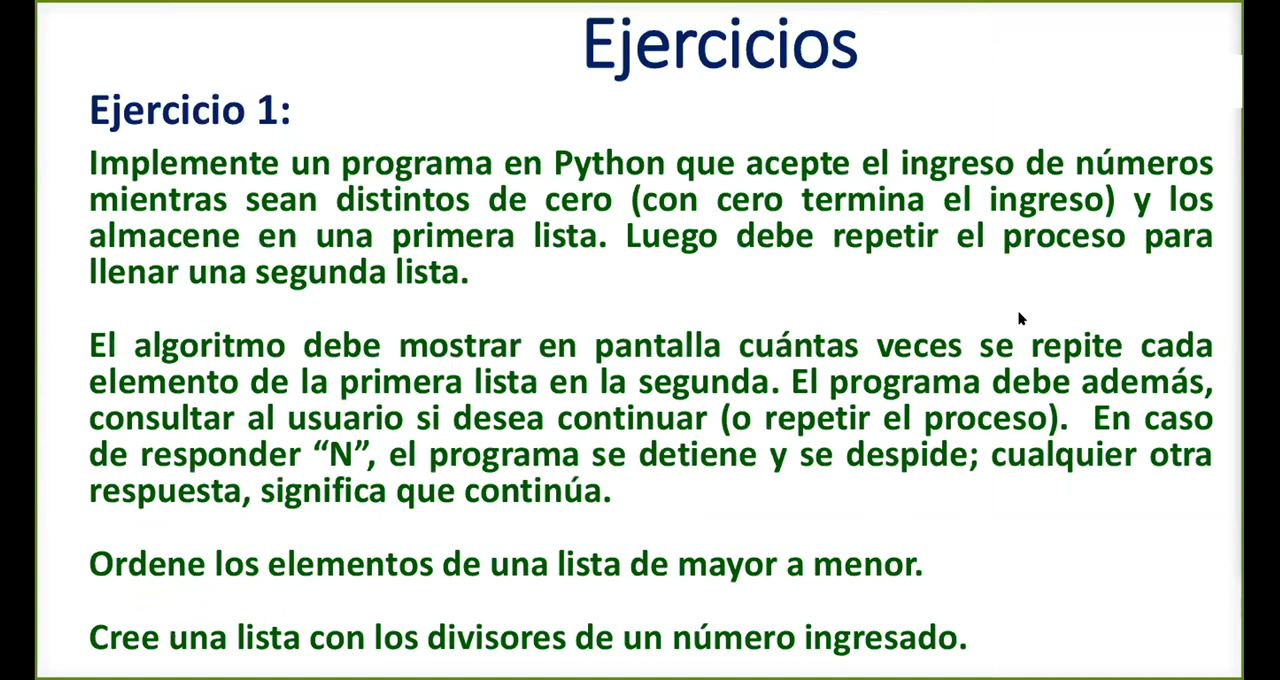 Ejercicios
Ejercicio 1:
Implemente un programa en Python que acepte el ingreso de números
mientras sean distintos de cero (con cero termina el ingreso) y los
almacene en una primera lista. Luego debe repetir el proceso para
llenar una segunda lista.
El algoritmo debe mostrar en pantalla cuántas veces se repite cada
elemento de la primera lista en la segunda. El programa debe además,
consultar al usuario si desea continuar (o repetir el proceso). En caso
de responder “N”, el programa se detiene y se despide; cualquier otra
respuesta, significa que continúa.
Ordene los elementos de una lista de mayor a menor.
Cree una lista con los divisores de un número ingresado.